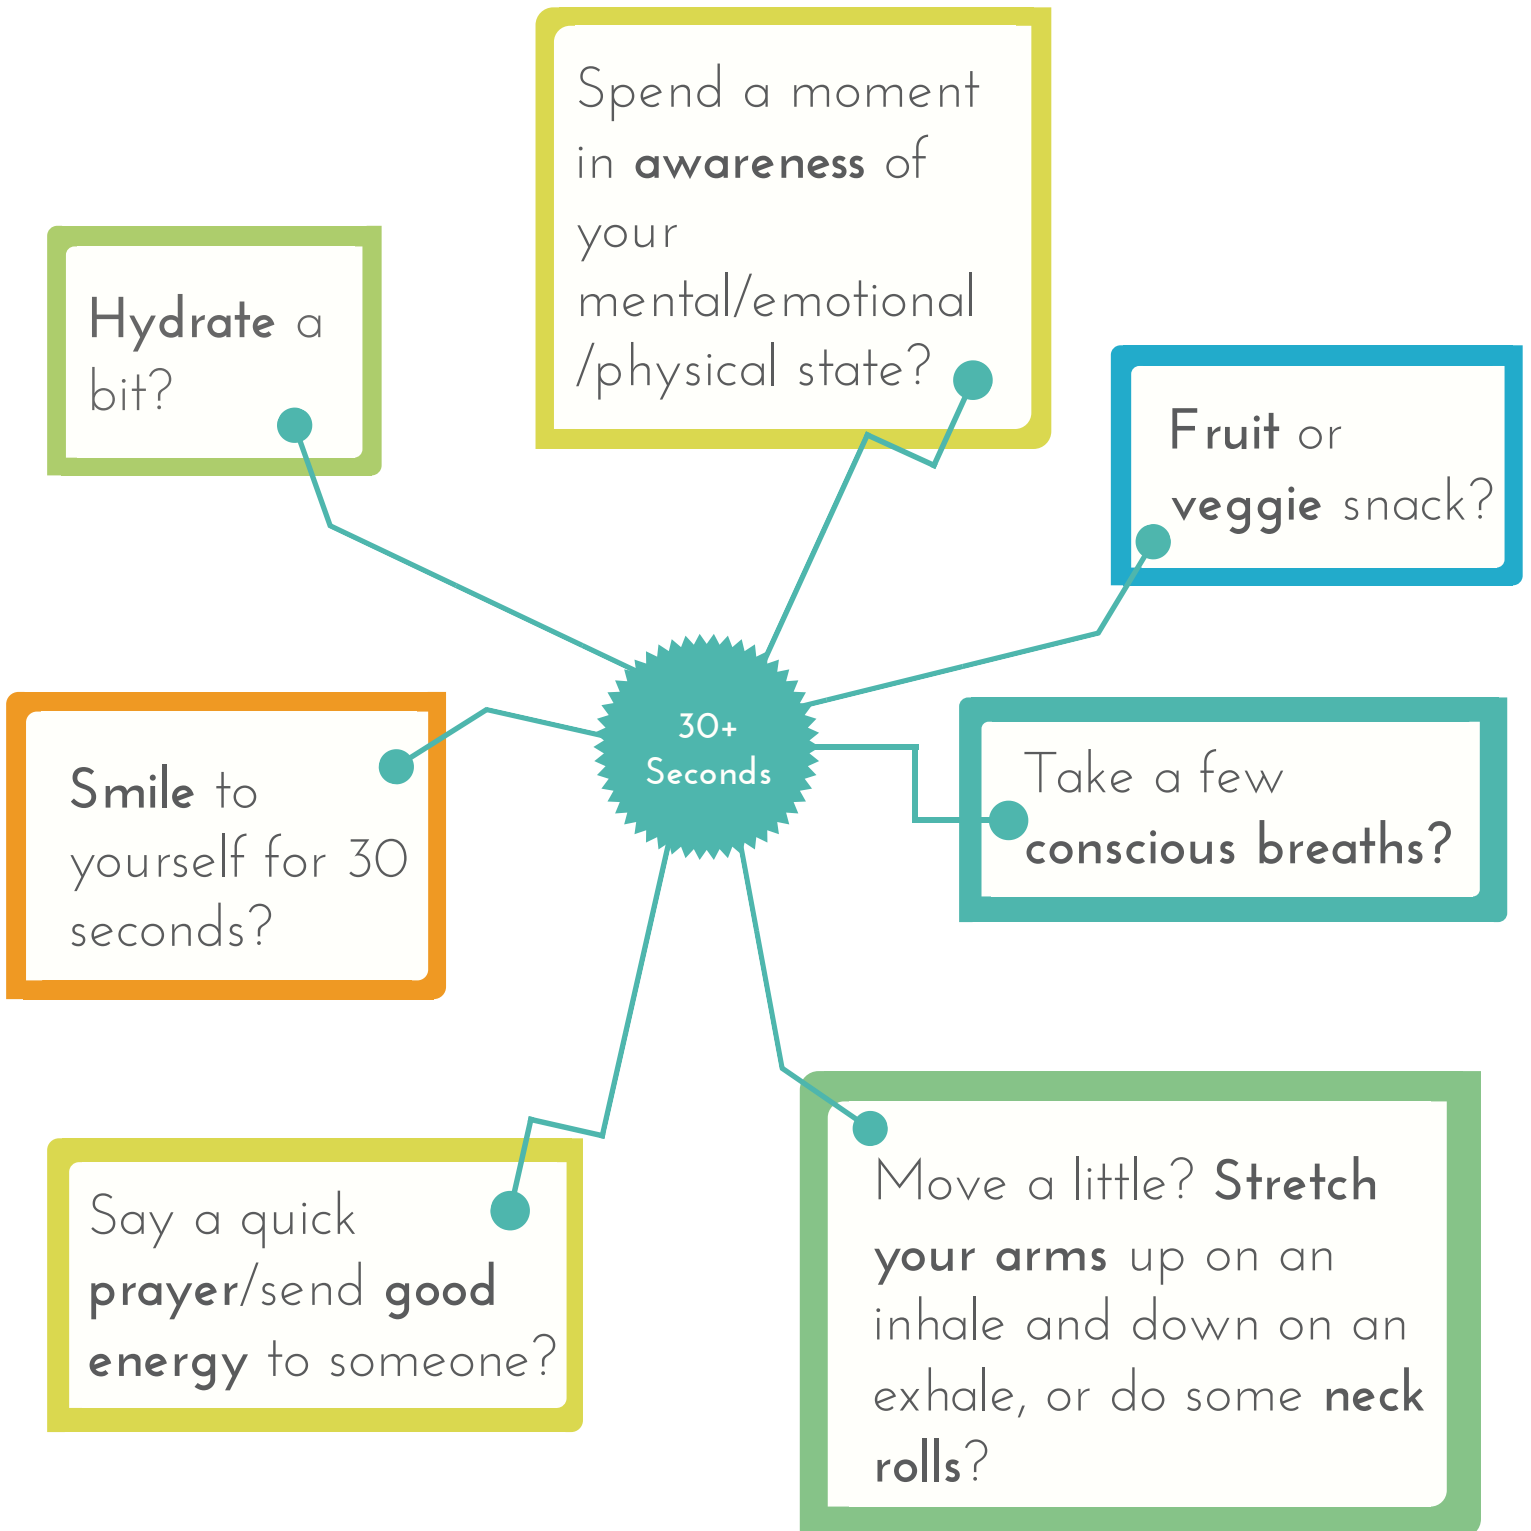 Spend a moment
in awareness of
your
mental/emotional
/physical state?
Hydrate a
bit?
Fruit or
veggie snack?
30+
Seconds
Smile to
yourself for 30
seconds?
Take a few
conscious breaths?
Say a quick
prayer/send good
energy to someone?
Move a little? Stretch
your arms up on an
inhale and down on an
exhale, or do some neck
rolls?